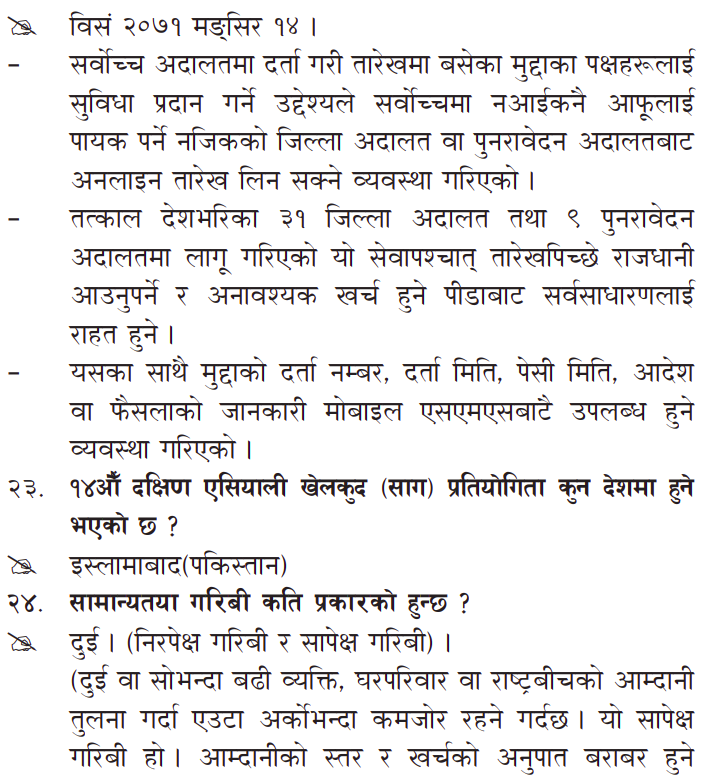 विसं २०७१ मङ्सिर १४ ।
– सर्वोच्च अदालतमा दर्ता गरी तारेखमा बसेका मुद्दाका पक्षहरूलाई
सुविधा प्रदान गर्ने उद्देश्यले सर्वोच्चमा नआईकनै आफूलाई
पायक पर्ने नजिकको जिल्ला अदालत वा पुनरावेदन अदालतबाट
अनलाइन तारेख लिन सक्ने व्यवस्था गरिएको ।
– तत्काल देशभरिका ३१ जिल्ला अदालत तथा ९ पुनरावेदन
अदालतमा लागू गरिएको यो सेवापश्चात् तारेखपिच्छे राजधानी
आउनुपर्ने र अनावश्यक खर्च हुने पीडाबाट सर्वसाधारणलाई
राहत हुने ।
– यसका साथै मुद्दाको दर्ता नम्बर, दर्ता मिति, पेसी मिति, आदेश
वा फैसलाको जानकारी मोबाइल एसएमएसबाटै उपलब्ध हुने
व्यवस्था गरिएको ।
२३. १४औँ दक्षिण एसियाली खेलकुद (साग) प्रतियोगिता कुन देशमा हुने
भएको छ ?
इस्लामाबाद(पकिस्तान)
२४. सामान्यतया गरिबी कति प्रकारको हुन्छ ?
दुई । (निरपेक्ष गरिबी र सापेक्ष गरिबी) ।
(दुई वा सोभन्दा बढी व्यक्ति, घरपरिवार वा राष्ट्रबीचको आम्दानी
तुलना गर्दा एउटा अर्कोभन्दा कमजोर रहने गर्दछ । यो सापेक्ष
गरिबी हो । आम्दानीको स्तर र खर्चको अनुपात बराबर हुने